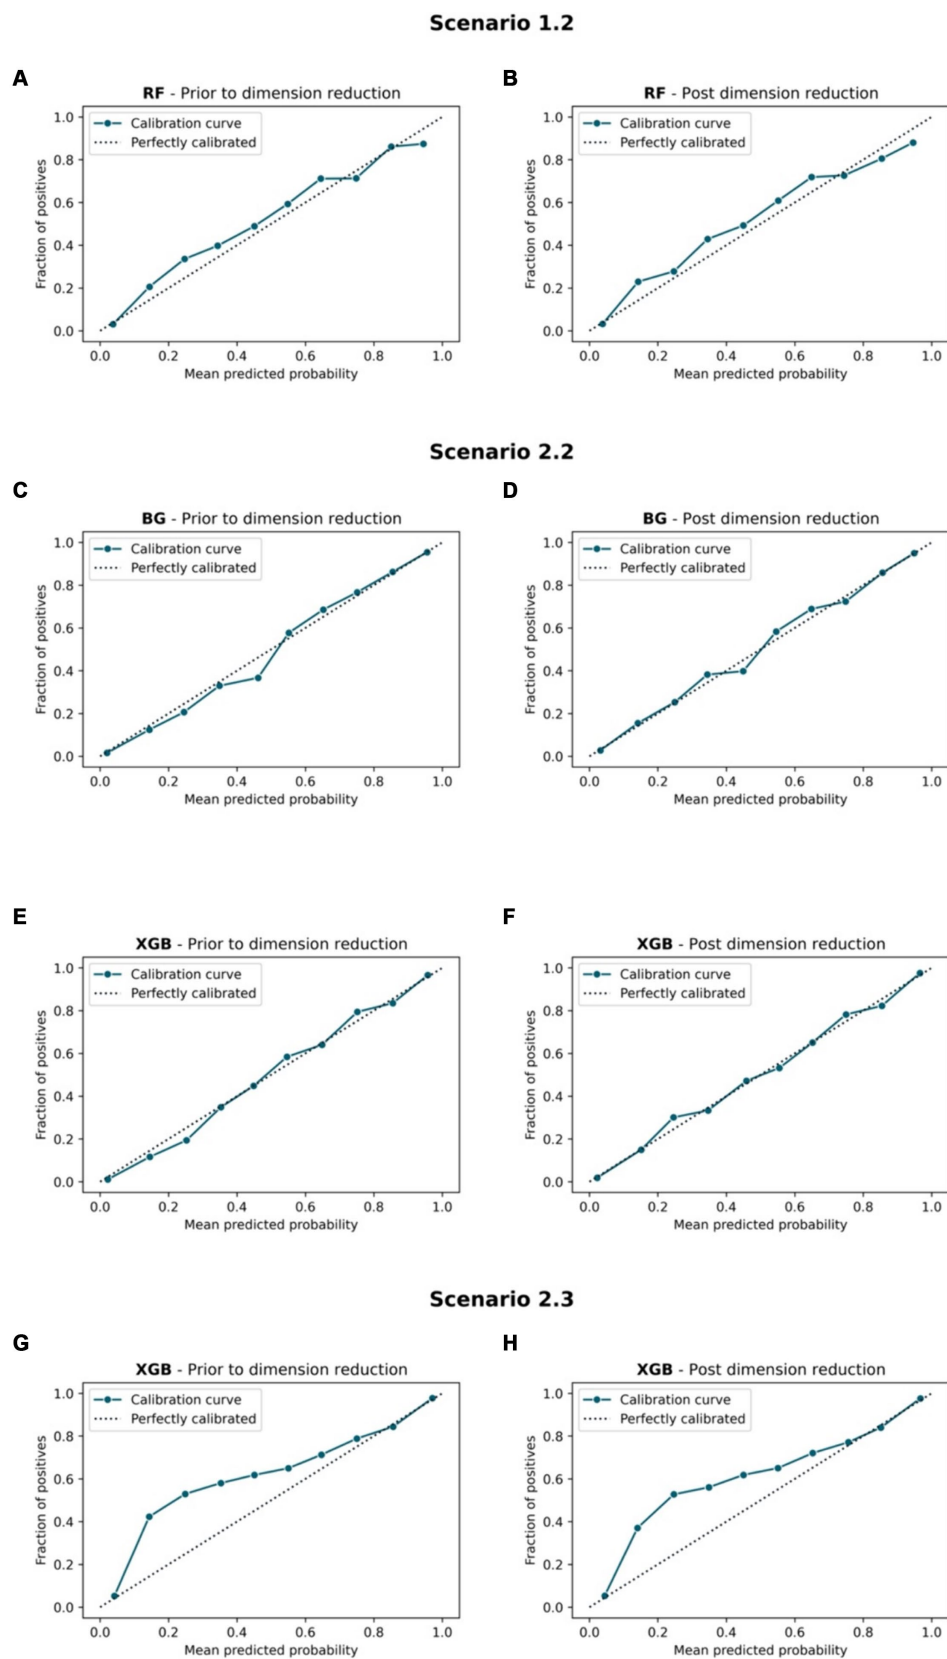 Scenario 1.2
A
B
RF - Prior to dimension reduction
RF - Post dimension reduction
Calibration curve
Perfectly calibrated
Calibration curve
Perfectly calibrated
Fraction of positives
1.0
0.8
0.6
0.4
0.2
0.0
0.0 0.2 0.4 0.6 0.8 1.0
Mean predicted probability
Fraction of positives
1.0
0.8
0.6
0.4
0.2
0.0
0.0 0.2 0.4 0.6 0.8 1.0
Mean predicted probability
Scenario 2.2
C
D
BG - Prior to dimension reduction
BG - Post dimension reduction
Calibration curve
Perfectly calibrated
Calibration curve
Perfectly calibrated
Fraction of positives
1.0
0.8
0.6
0.4
0.2
0.0
0.0 0.2 0.4 0.6 0.8 1.0
Mean predicted probability
Fraction of positives
1.0
0.8
0.6
0.4
0.2
0.0
0.0 0.2 0.4 0.6 0.8 1.0
Mean predicted probability
E
F
XGB - Prior to dimension reduction
XGB - Post dimension reduction
Calibration curve
Perfectly calibrated
Calibration curve
Perfectly calibrated
Fraction of positives
1.0
0.8
0.6
0.4
0.2
0.0
0.0 0.2 0.4 0.6 0.8 1.0
Mean predicted probability
Fraction of positives
1.0
0.8
0.6
0.4
0.2
0.0
0.0 0.2 0.4 0.6 0.8 1.0
Mean predicted probability
Scenario 2.3
G
H
XGB - Prior to dimension reduction
XGB - Post dimension reduction
Calibration curve
Perfectly calibrated
Calibration curve
Perfectly calibrated
Fraction of positives
1.0
0.8
0.6
0.4
0.2
0.0
0.0 0.2 0.4 0.6 0.8 1.0
Mean predicted probability
Fraction of positives
1.0
0.8
0.6
0.4
0.2
0.0
0.0 0.2 0.4 0.6 0.8 1.0
Mean predicted probability